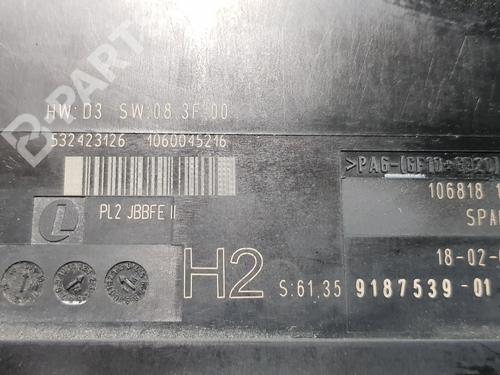 B-PARTS
HW:D3 SW:08.3F.00
532423126 1060045216
>PA6-(GF10+
L PL2 JBBFE II
106818
SPA
18-02-
H2 S:61.35 9187539-01